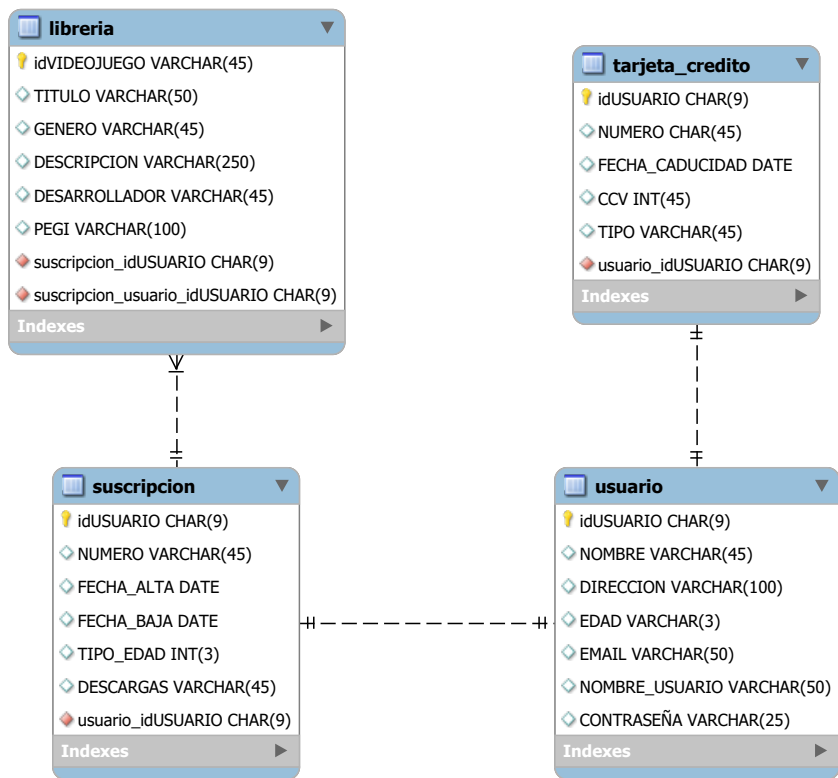 libreria
idVIDEOJUEGO VARCHAR(45)
TITULO VARCHAR(50)
GENERO VARCHAR(45)
DESCRIPCION VARCHAR(250)
DESARROLLADOR VARCHAR(45)
PEGI VARCHAR(100)
suscripcion_idUSUARIO CHAR(9)
suscripcion_usuario_idUSUARIO CHAR(9)
Indexes
tarjeta_credito
idUSUARIO CHAR(9)
NUMERO CHAR(45)
FECHA_CADUCIDAD DATE
CCV INT(45)
TIPO VARCHAR(45)
usuario_idUSUARIO CHAR(9)
Indexes
suscripcion
idUSUARIO CHAR(9)
NUMERO VARCHAR(45)
FECHA_ALTA DATE
FECHA_BAJA DATE
TIPO_EDAD INT(3)
DESCARGAS VARCHAR(45)
usuario_idUSUARIO CHAR(9)
Indexes
usuario
idUSUARIO CHAR(9)
NOMBRE VARCHAR(45)
DIRECCION VARCHAR(100)
EDAD VARCHAR(3)
EMAIL VARCHAR(50)
NOMBRE_USUARIO VARCHAR(50)
CONTRASEÑA VARCHAR(25)
Indexes